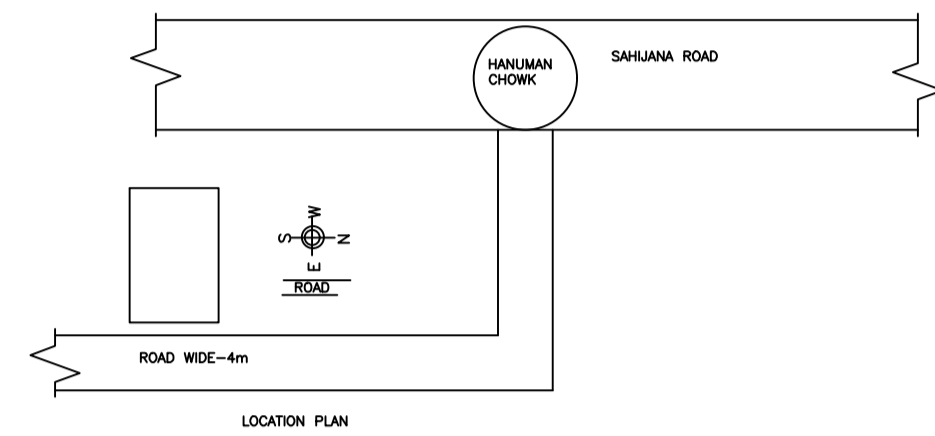 HANUMAN
CHOWK
SAHIJANA ROAD
W
S
N
E
ROAD
ROAD WIDE-4m
LOCATION PLAN